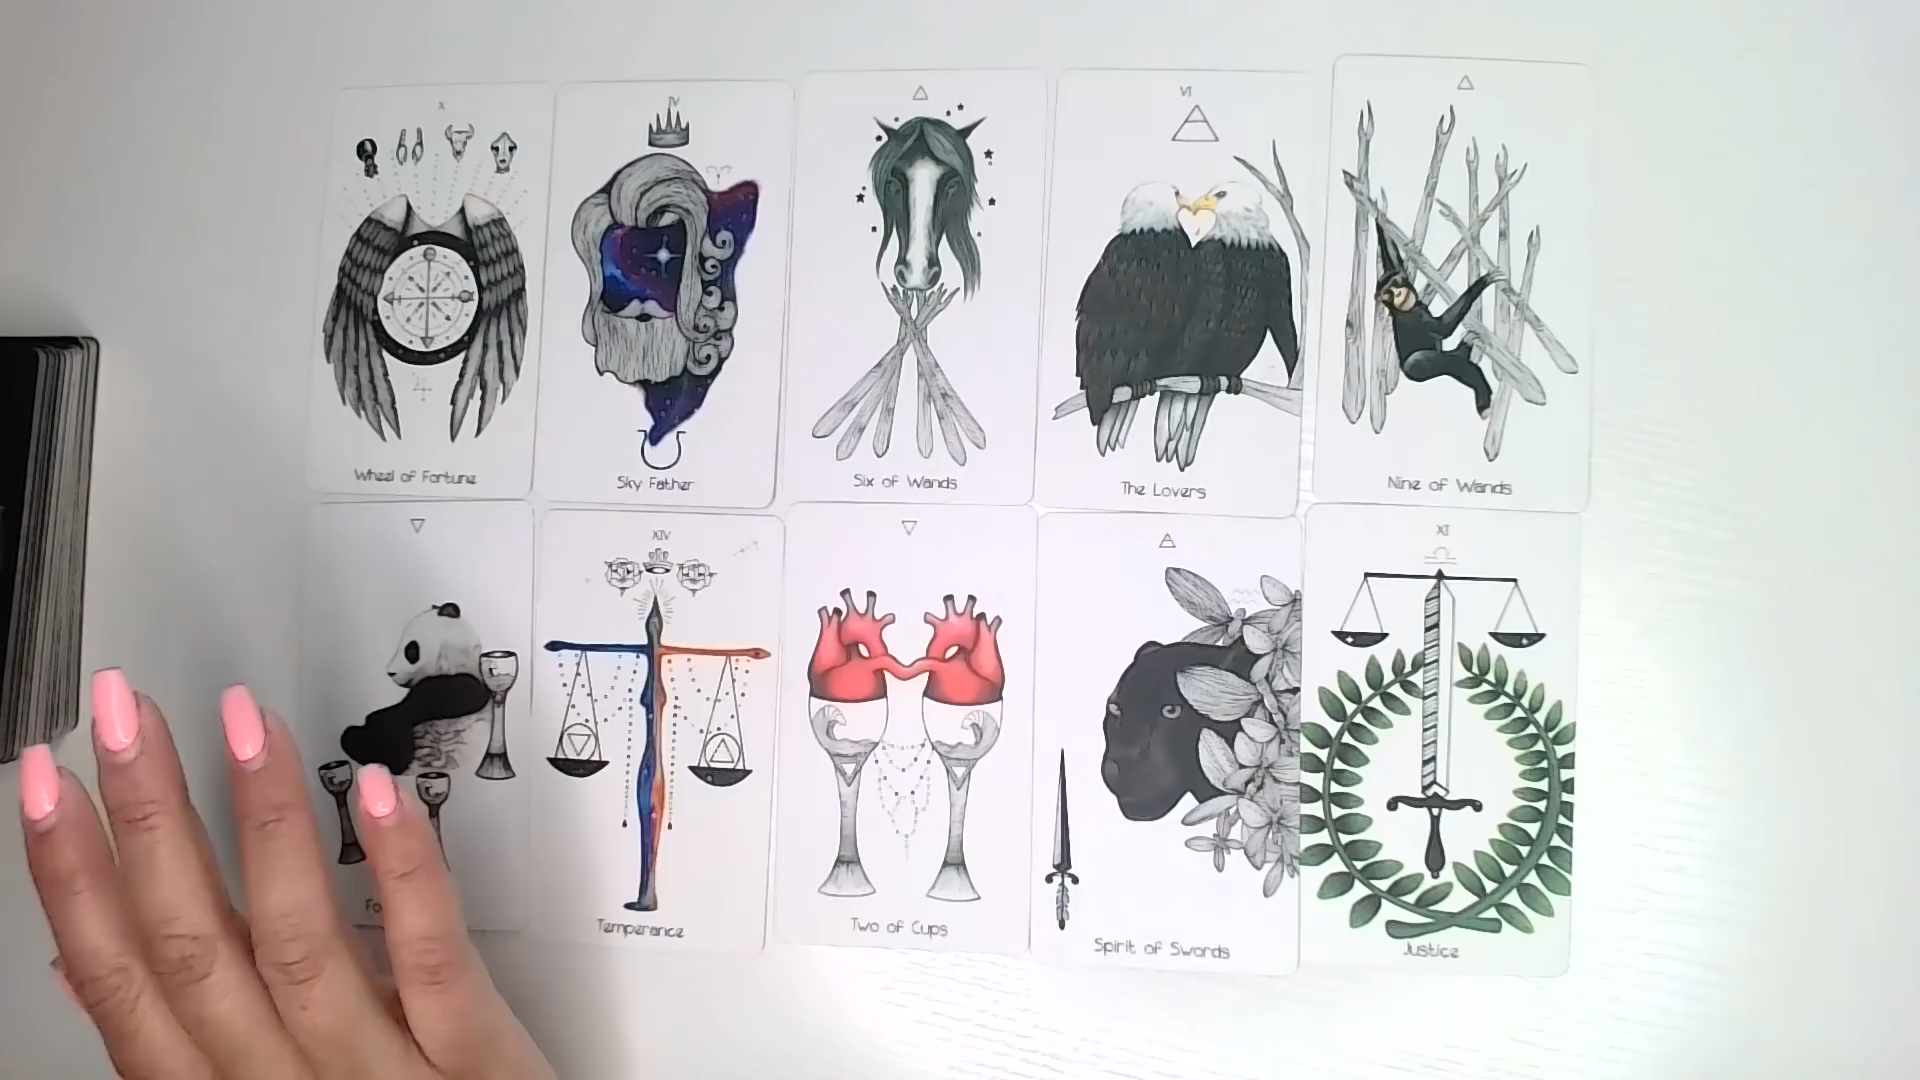 X
IV
VI
Wheel of Fortune
Sky Father
Six of Wands
The Lovers
Nine of Wands
XIV
XI
Temperance
Two of Cups
Spirit of Swords
Justice